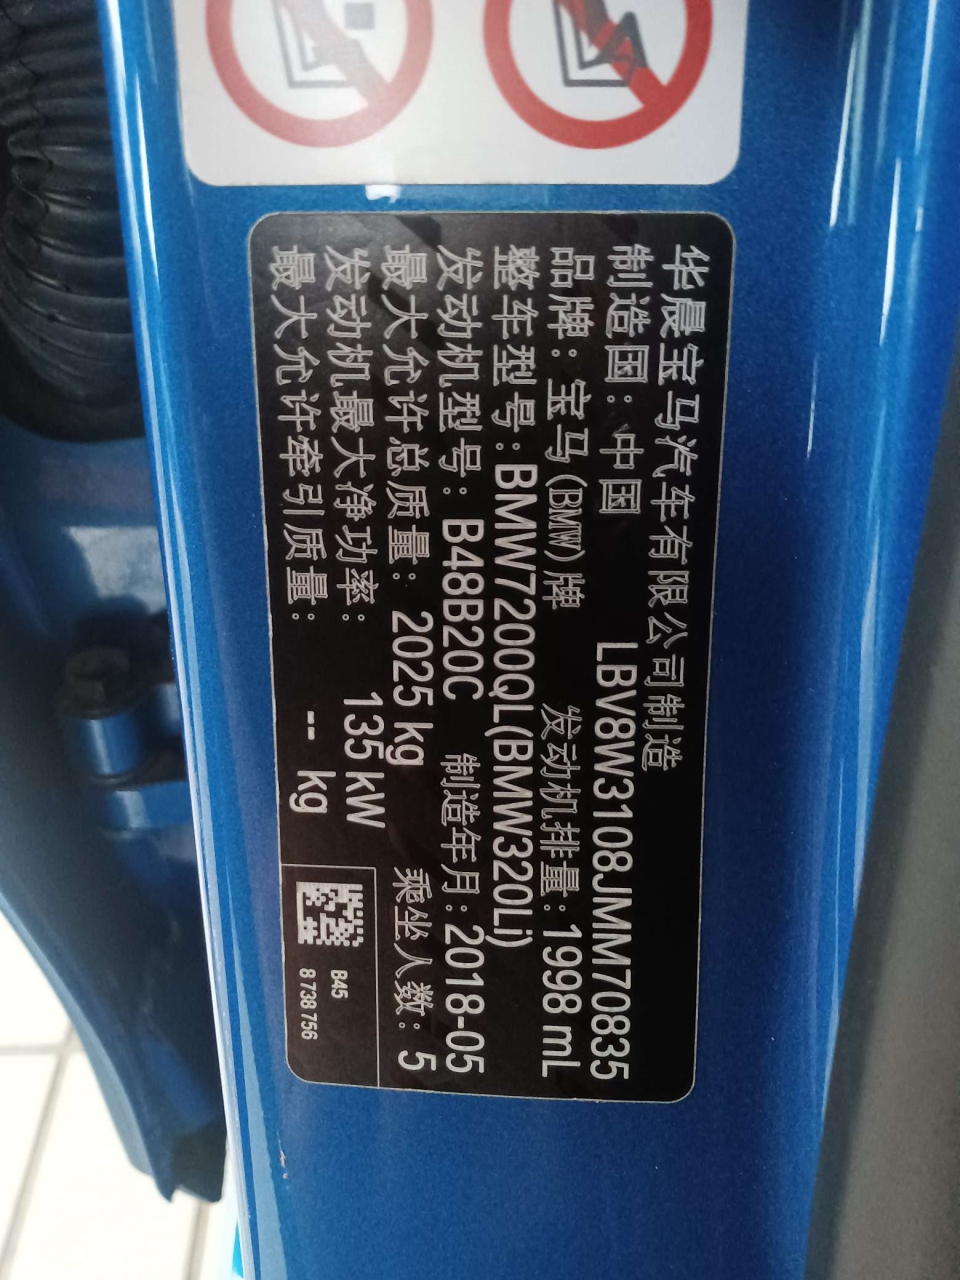 华晨宝马汽车有限公司制造
制造国：中国 LBV8W3108JMM70835
品牌：宝马(BMW)牌 发动机排量：1998 mL
整车型号：BMW7200QL(BMW320Li)
发动机型号：B48B20C 制造年月：2018-05
最大允许总质量：2025 kg 乘坐人数：5
发动机最大净功率：135 kW
最大允许牵引质量：-- kg
B45
8 738 756